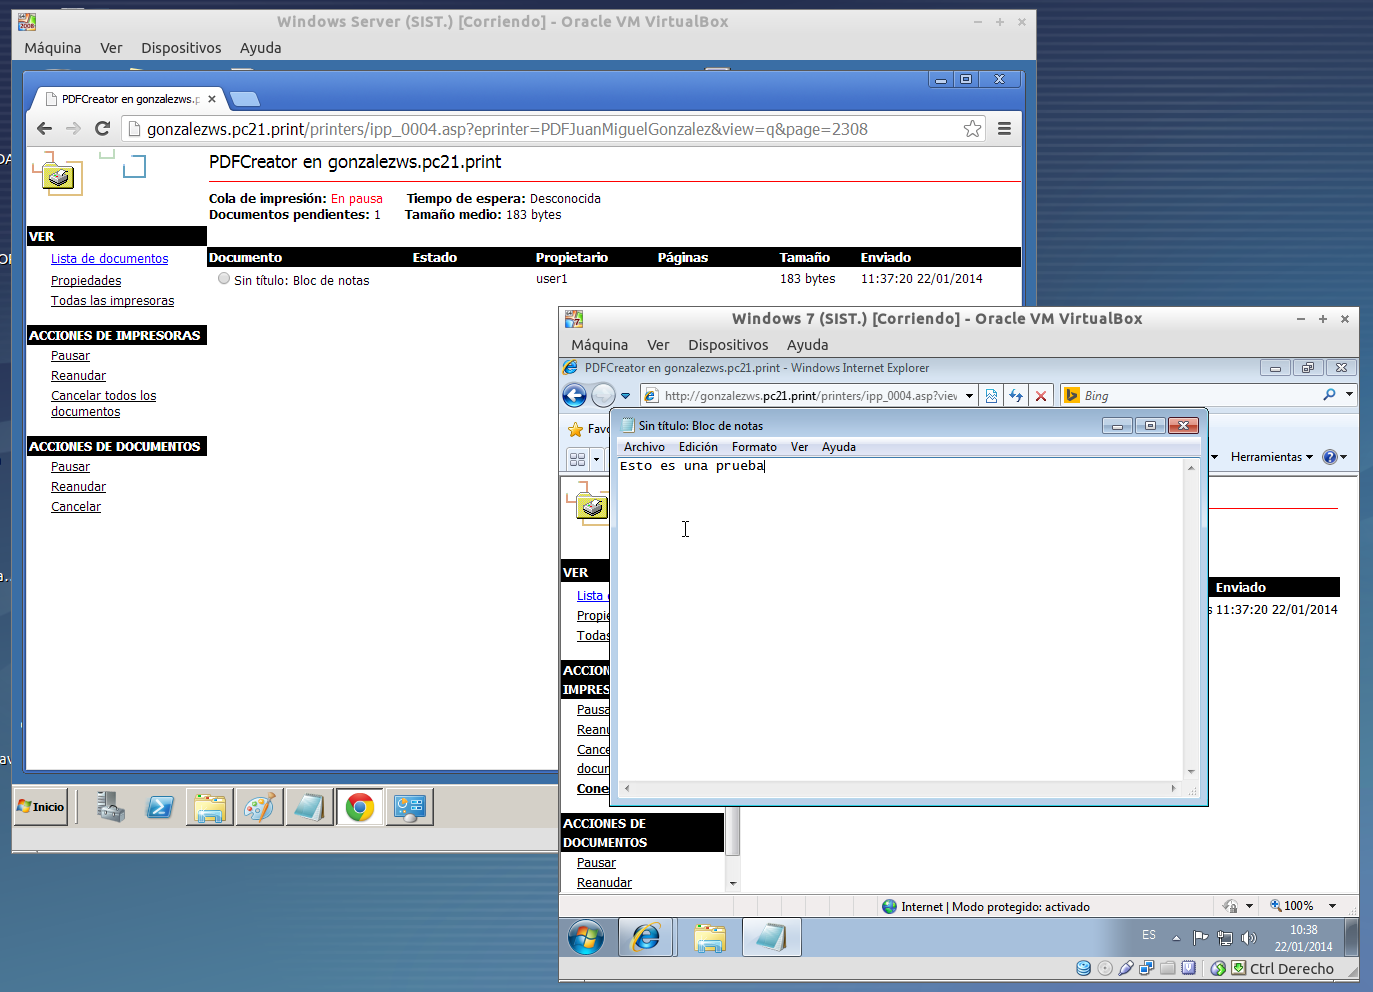 Windows Server (SIST.) [Corriendo] - Oracle VM VirtualBox
Máquina Ver Dispositivos Ayuda
PDFCreator en gonzalezws.p
gonzalezws.pc21.print/printers/ipp_0004.asp?eprinter=PDFJuanMiguelGonzalez&view=q&page=2308
PDFCreator en gonzalezws.pc21.print
Cola de impresión: En pausa Tiempo de espera: Desconocida
Documentos pendientes: 1 Tamaño medio: 183 bytes
VER
Lista de documentos
Propiedades
Todas las impresoras
ACCIONES DE IMPRESORAS
Pausar
Reanudar
Cancelar todos los
documentos
ACCIONES DE DOCUMENTOS
Pausar
Reanudar
Cancelar
Documento Estado Propietario Páginas Tamaño Enviado
Sin título: Bloc de notas user1 183 bytes 11:37:20 22/01/2014
Inicio
Windows 7 (SIST.) [Corriendo] - Oracle VM VirtualBox
Máquina Ver Dispositivos Ayuda
PDFCreator en gonzalezws.pc21.print - Windows Internet Explorer
http://gonzalezws.pc21.print/printers/ipp_0004.asp?view
Bing
Favo
Herramientas
Sin título: Bloc de notas
Archivo Edición Formato Ver Ayuda
Esto es una prueba
VER
Lista
Propie
Todas
ACCION
IMPRES
Pausa
Reanu
Cance
docum
Cone
ACCIONES DE
DOCUMENTOS
Pausar
Reanudar
Enviado
s 11:37:20 22/01/2014
Internet | Modo protegido: activado
100%
ES
10:38
22/01/2014
Ctrl Derecho